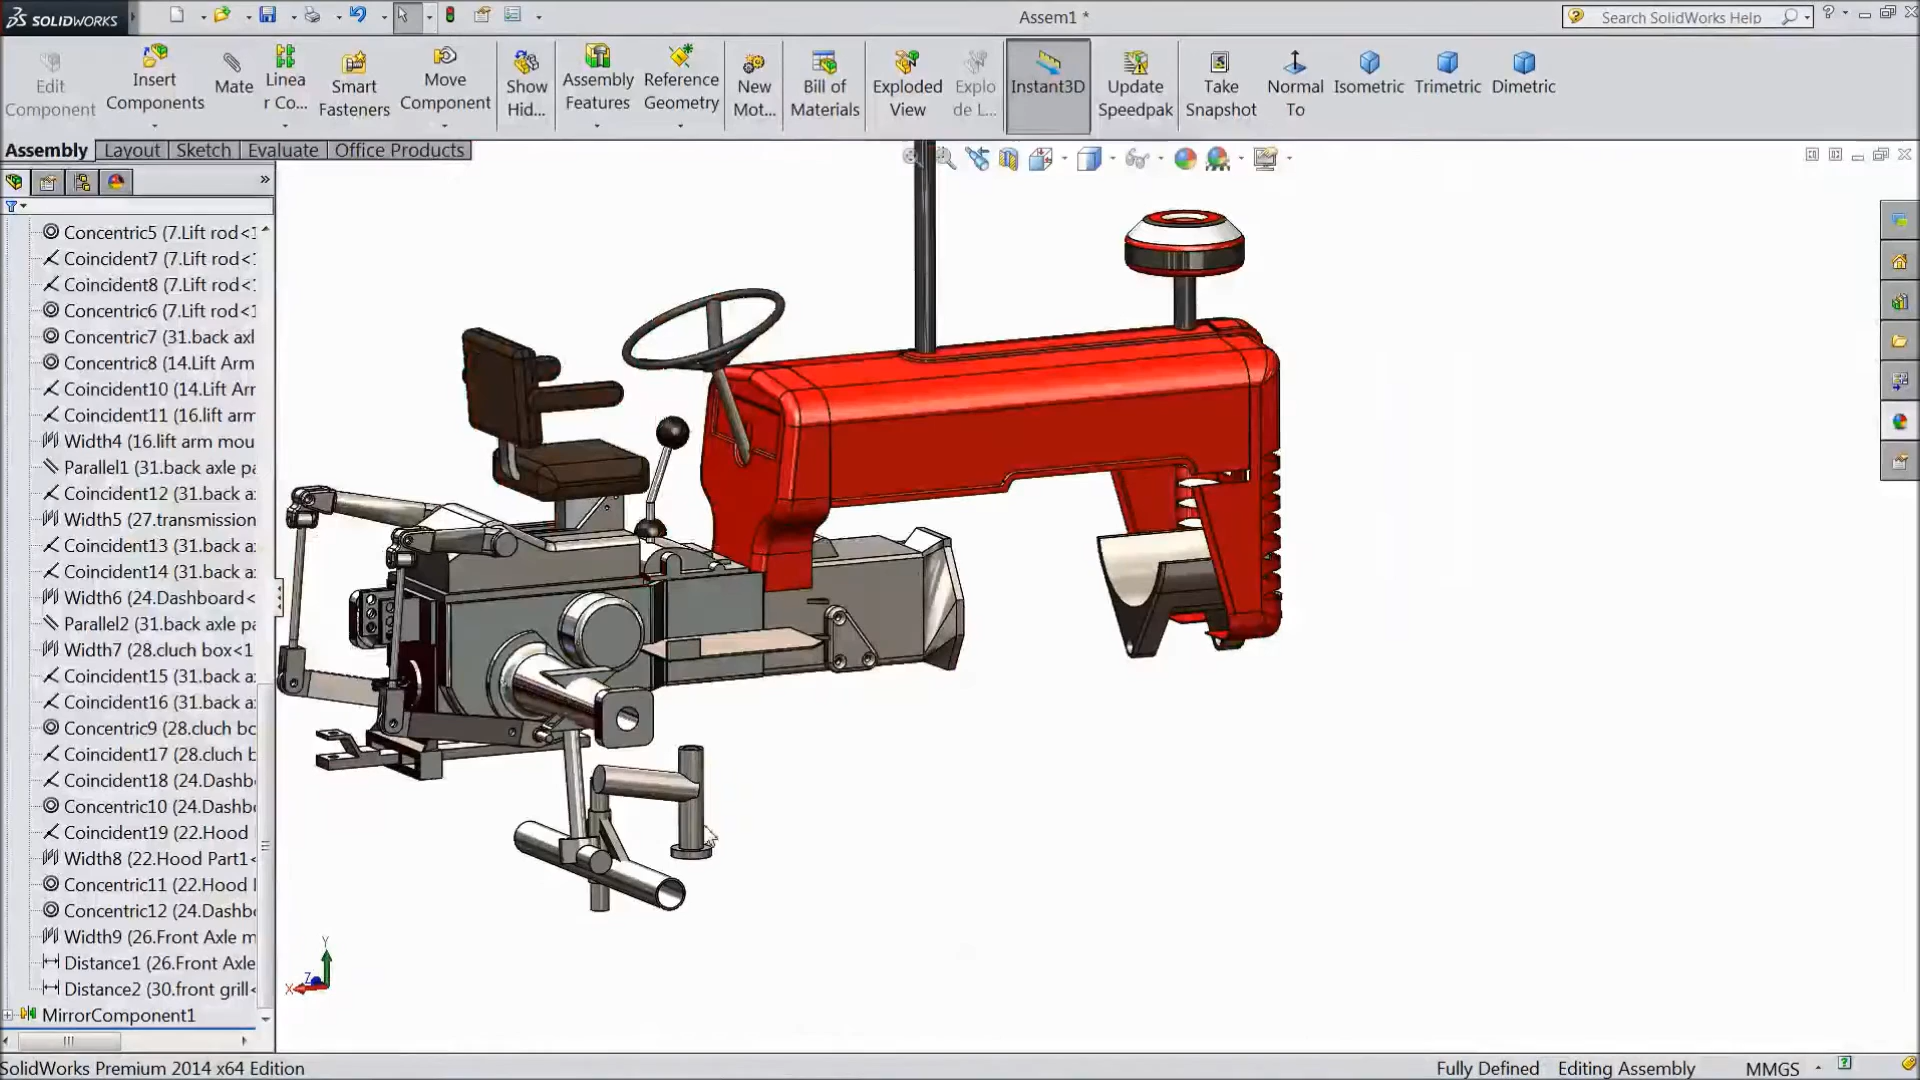 SOLIDWORKS
Assem1 *
Search SolidWorks Help
Edit Component
Insert Components
Mate
Linea r Co...
Smart Fasteners
Move Component
Show Hid...
Assembly Features
Reference Geometry
New Mot...
Bill of Materials
Exploded View
Explo de L...
Instant3D
Update Speedpak
Take Snapshot
Normal To
Isometric
Trimetric
Dimetric
Assembly
Layout
Sketch
Evaluate
Office Products
Concentric5 (7.Lift rod<1
Coincident7 (7.Lift rod<:
Coincident8 (7.Lift rod<:
Concentric6 (7.Lift rod<1
Concentric7 (31.back axl
Concentric8 (14.Lift Arm
Coincident10 (14.Lift Ar
Coincident11 (16.lift arm
Width4 (16.lift arm mou
Parallel1 (31.back axle pa
Coincident12 (31.back a
Width5 (27.transmission
Coincident13 (31.back a
Coincident14 (31.back a
Width6 (24.Dashboard<
Parallel2 (31.back axle pa
Width7 (28.cluch box<1
Coincident15 (31.back a
Coincident16 (31.back a
Concentric9 (28.cluch bo
Coincident17 (28.cluch b
Coincident18 (24.Dashb
Concentric10 (24.Dashb
Coincident19 (22.Hood
Width8 (22.Hood Part1<
Concentric11 (22.Hood
Concentric12 (24.Dashb
Width9 (26.Front Axle m
Distance1 (26.Front Axle
Distance2 (30.front grill<
MirrorComponent1
Y
Z
X
SolidWorks Premium 2014 x64 Edition
Fully Defined
Editing Assembly
MMGS